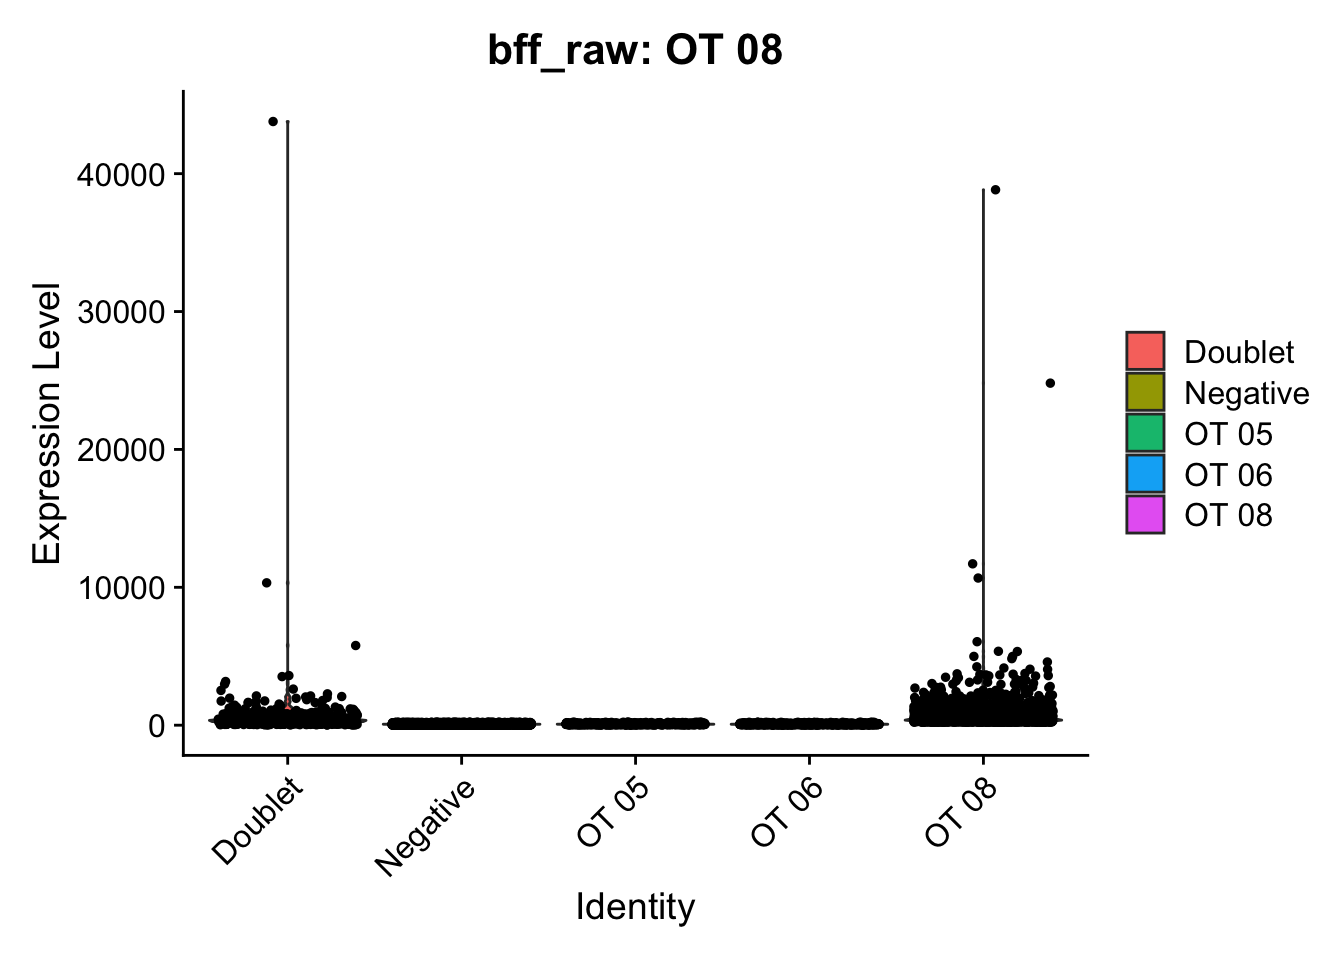 bff_raw: OT 08
Expression Level
40000
30000
20000
10000
0
Doublet
Negative
OT 05
OT 06
OT 08
Identity
Doublet
Negative
OT 05
OT 06
OT 08